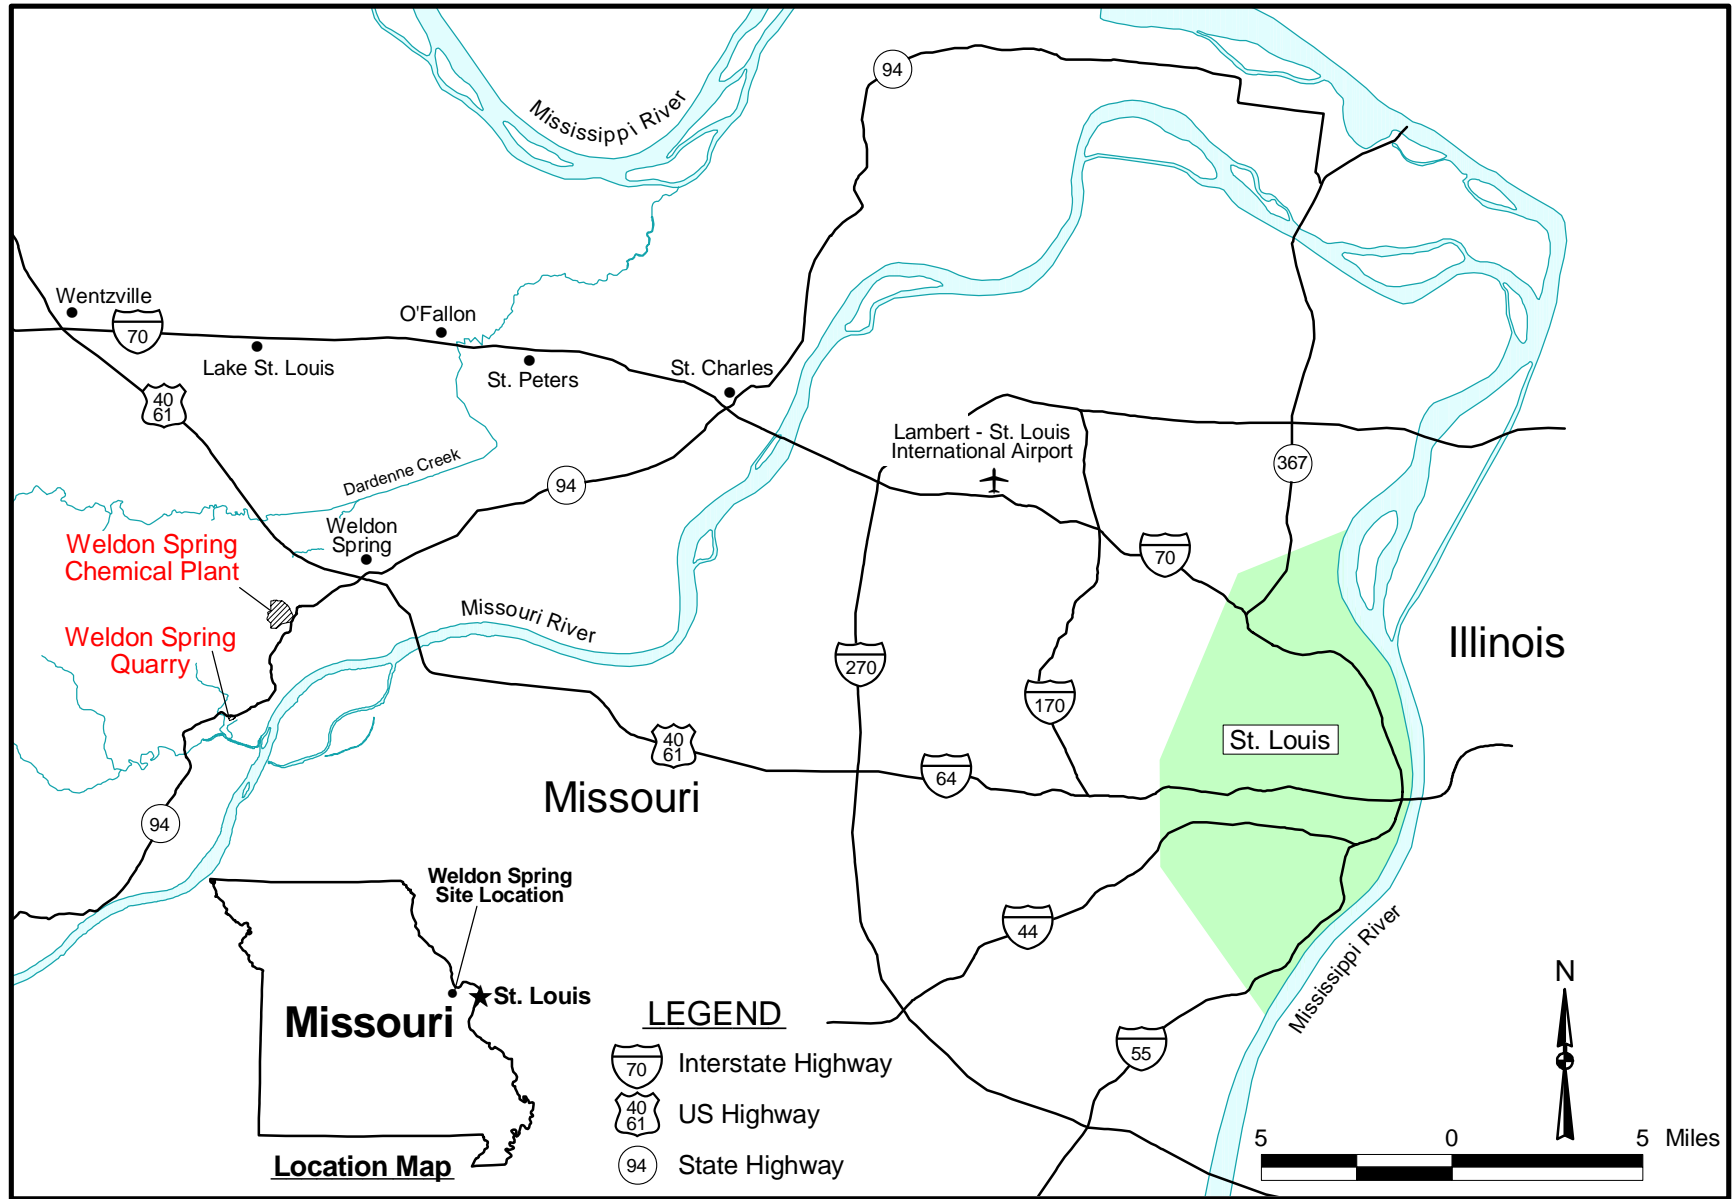 94
Mississippi River
Wentzville
70
O'Fallon
Lake St. Louis
St. Peters
St. Charles
40
61
Lambert - St. Louis
International Airport
367
Dardenne Creek
94
Weldon
Spring
Weldon Spring
Chemical Plant
70
Missouri River
Weldon Spring
Quarry
Illinois
270
170
St. Louis
40
61
64
Missouri
94
Weldon Spring
Site Location
44
Mississippi River
N
St. Louis
Missouri
LEGEND
55
70
Interstate Highway
40
61
US Highway
94
State Highway
Location Map
5 0 5 Miles